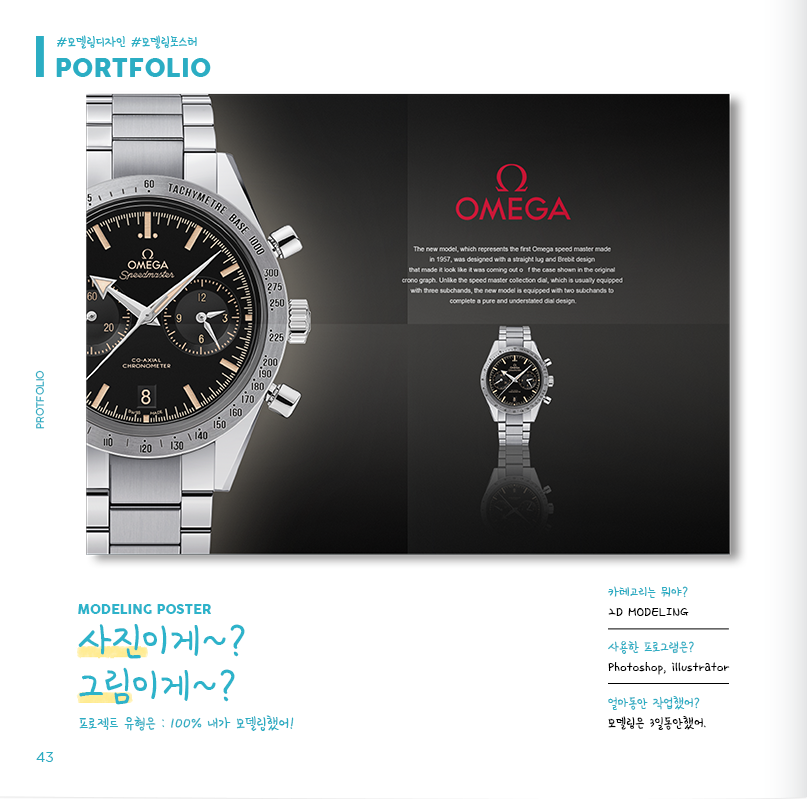 #모델링디자인 #모델링포스터
PORTFOLIO
TACHYMETRE BASE 1000
60
300
275
250
225
200
190
180
170
160
150
140
130
120
110
OMEGA
Speedmaster
60
20
12
9
3
6
CO-AXIAL
CHRONOMETER
8
SWISS MADE
Ω
OMEGA
The new model, which represents the first Omega speed master made
in 1957, was designed with a straight lug and Brebit design
that made it look like it was coming out o f the case shown in the original
crono graph. Unlike the speed master collection dial, which is usually equipped
with three subchands, the new model is equipped with two subchands to
complete a pure and understated dial design.
PROTFOLIO
MODELING POSTER
사진이게~?
그림이게~?
프로젝트 유형은 : 100% 내가 모델링했어!
카테고리는 뭐야?
2D MODELING
사용한 프로그램은?
Photoshop, illustrator
얼마동안 작업했어?
모델링은 3일동안했어.
43